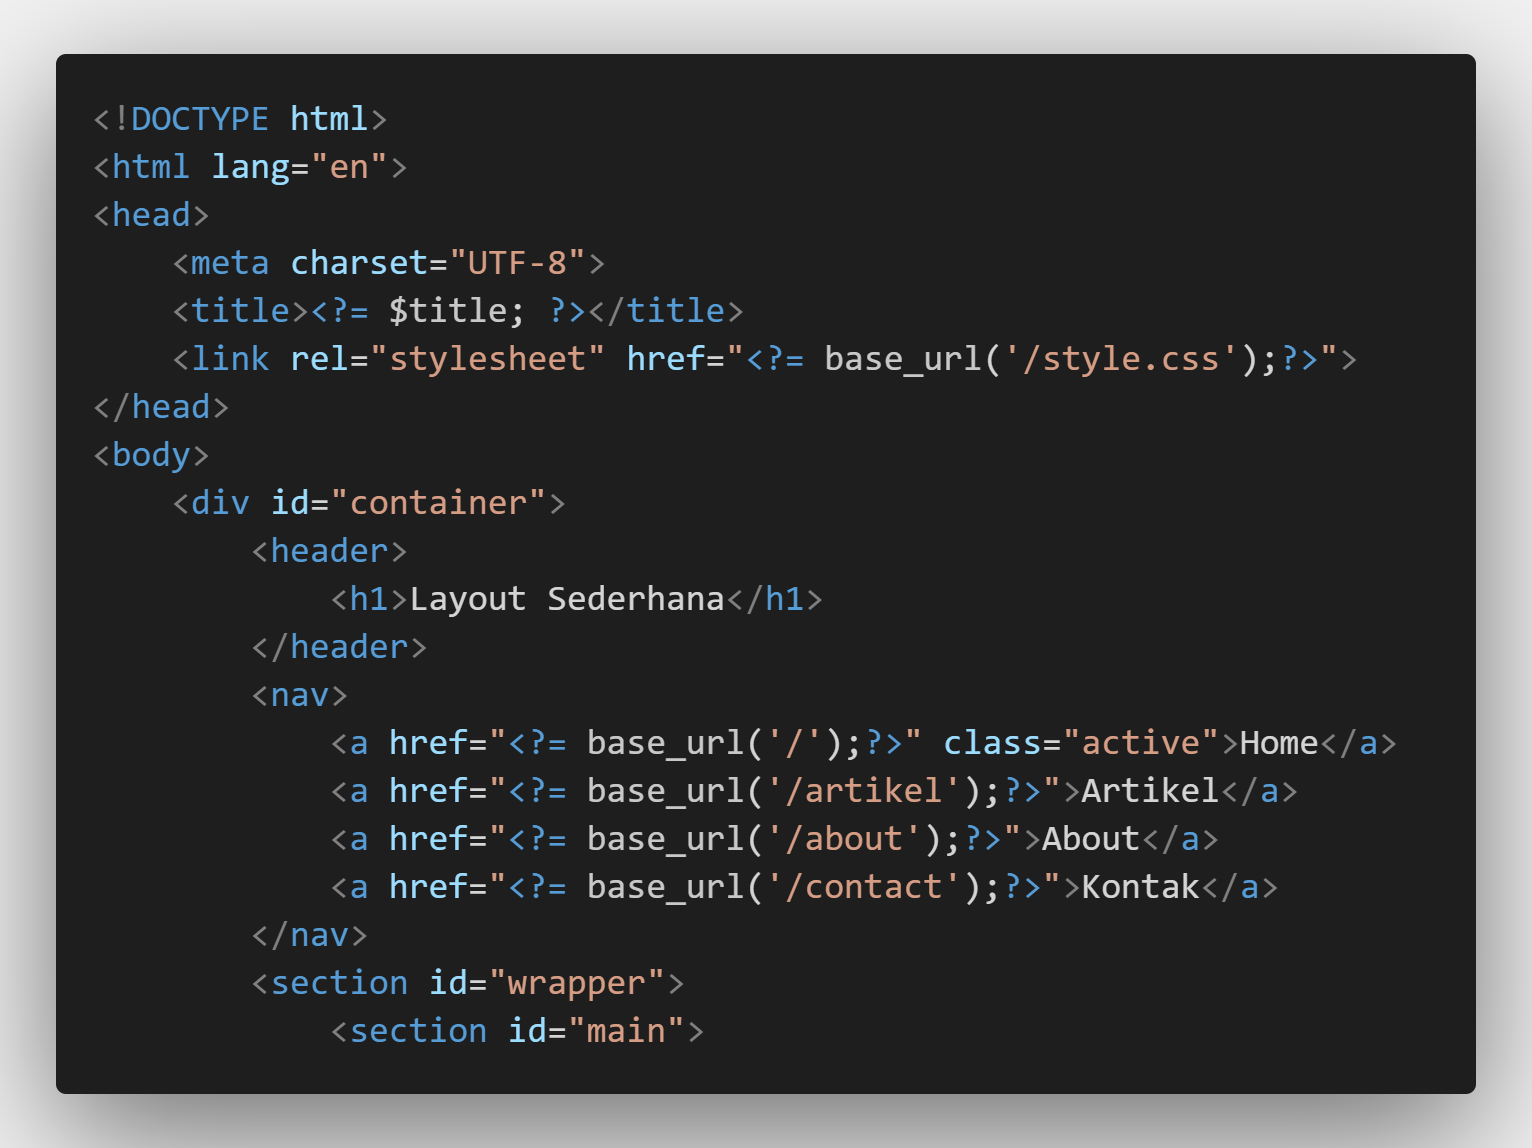 <!DOCTYPE html>
<html lang="en">
<head>
    <meta charset="UTF-8">
    <title><?= $title; ?></title>
    <link rel="stylesheet" href="<?= base_url('/style.css');?>">
</head>
<body>
    <div id="container">
        <header>
            <h1>Layout Sederhana</h1>
        </header>
        <nav>
            <a href="<?= base_url('/');?>" class="active">Home</a>
            <a href="<?= base_url('/artikel');?>">Artikel</a>
            <a href="<?= base_url('/about');?>">About</a>
            <a href="<?= base_url('/contact');?>">Kontak</a>
        </nav>
        <section id="wrapper">
            <section id="main">